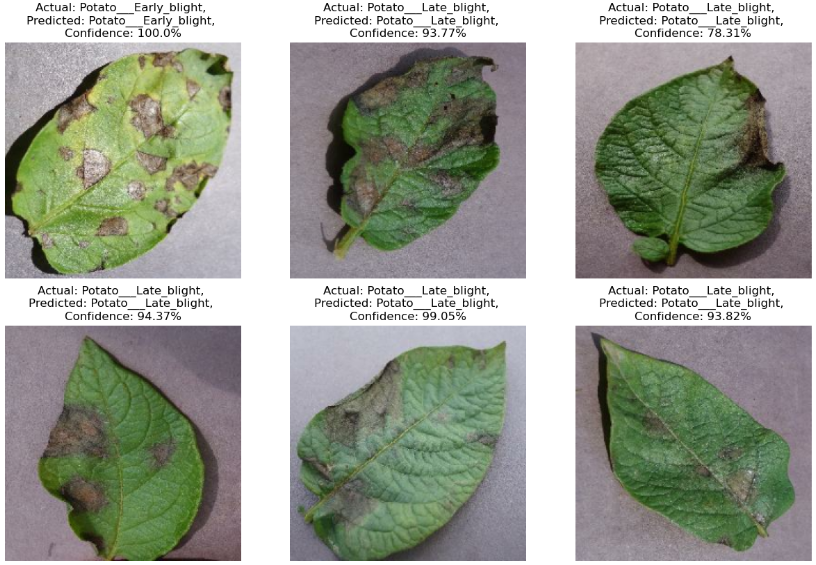 Actual: Potato___Early_blight,
Predicted: Potato___Early_blight,
Confidence: 100.0%
Actual: Potato___Late_blight,
Predicted: Potato___Late_blight,
Confidence: 93.77%
Actual: Potato___Late_blight,
Predicted: Potato___Late_blight,
Confidence: 78.31%
Actual: Potato___Late_blight,
Predicted: Potato___Late_blight,
Confidence: 94.37%
Actual: Potato___Late_blight,
Predicted: Potato___Late_blight,
Confidence: 99.05%
Actual: Potato___Late_blight,
Predicted: Potato___Late_blight,
Confidence: 93.82%